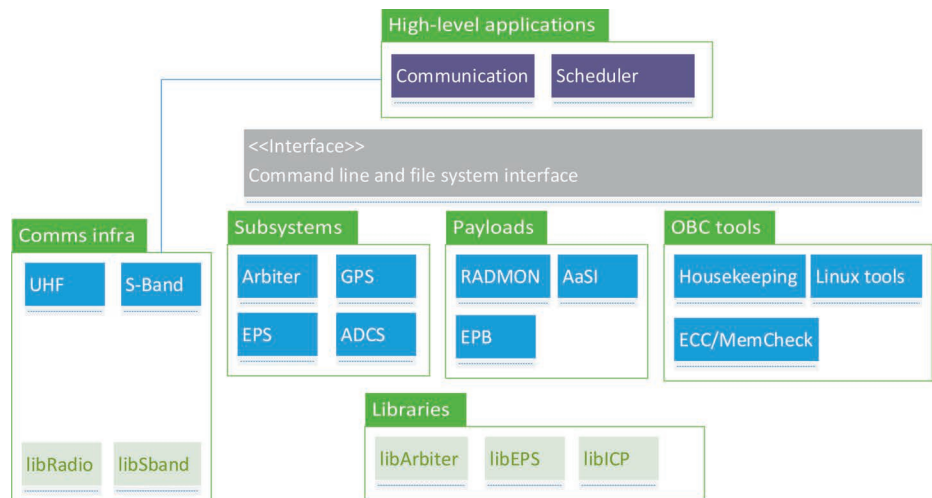 High-level applications
Communication
Scheduler
<<Interface>>
Command line and file system interface
Comms infra
UHF
S-Band
libRadio
libSband
Subsystems
Arbiter
GPS
EPS
ADCS
Payloads
RADMON
AaSI
EPB
OBC tools
Housekeeping
Linux tools
ECC/MemCheck
Libraries
libArbiter
libEPS
libICP